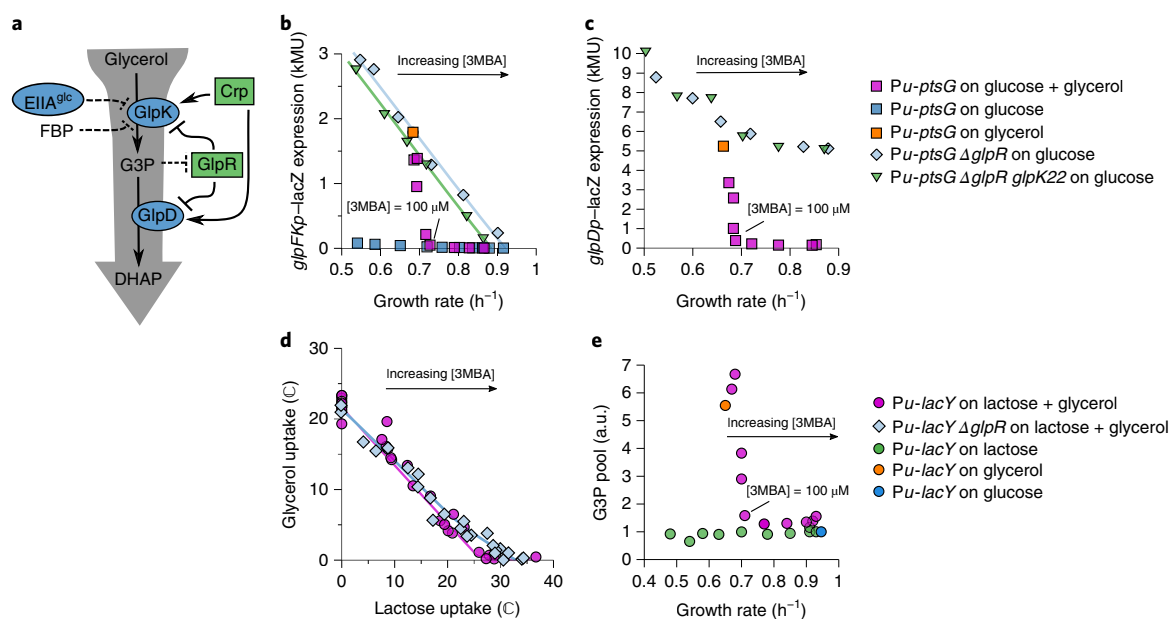 a
Glycerol
EIIAglc
FBP
GlpK
Crp
G3P
GlpR
GlpD
DHAP
b
Increasing [3MBA]
glpFKp–lacZ expression (kMU)
3
2
1
0
[3MBA] = 100 μM
0.5 0.6 0.7 0.8 0.9 1
Growth rate (h−1)
c
Increasing [3MBA]
glpDp–lacZ expression (kMU)
10
9
8
7
6
5
4
3
2
1
0
[3MBA] = 100 μM
0.5 0.6 0.7 0.8 0.9
Growth rate (h−1)
Pu-ptsG on glucose + glycerol
Pu-ptsG on glucose
Pu-ptsG on glycerol
Pu-ptsG ΔglpR on glucose
Pu-ptsG ΔglpR glpK22 on glucose
d
Increasing [3MBA]
Glycerol uptake (ℂ)
30
20
10
0
0 10 20 30 40
Lactose uptake (ℂ)
e
Increasing [3MBA]
G3P pool (a.u.)
7
6
5
4
3
2
1
0
[3MBA] = 100 μM
0.4 0.5 0.6 0.7 0.8 0.9 1
Growth rate (h−1)
Pu-lacY on lactose + glycerol
Pu-lacY ΔglpR on lactose + glycerol
Pu-lacY on lactose
Pu-lacY on glycerol
Pu-lacY on glucose